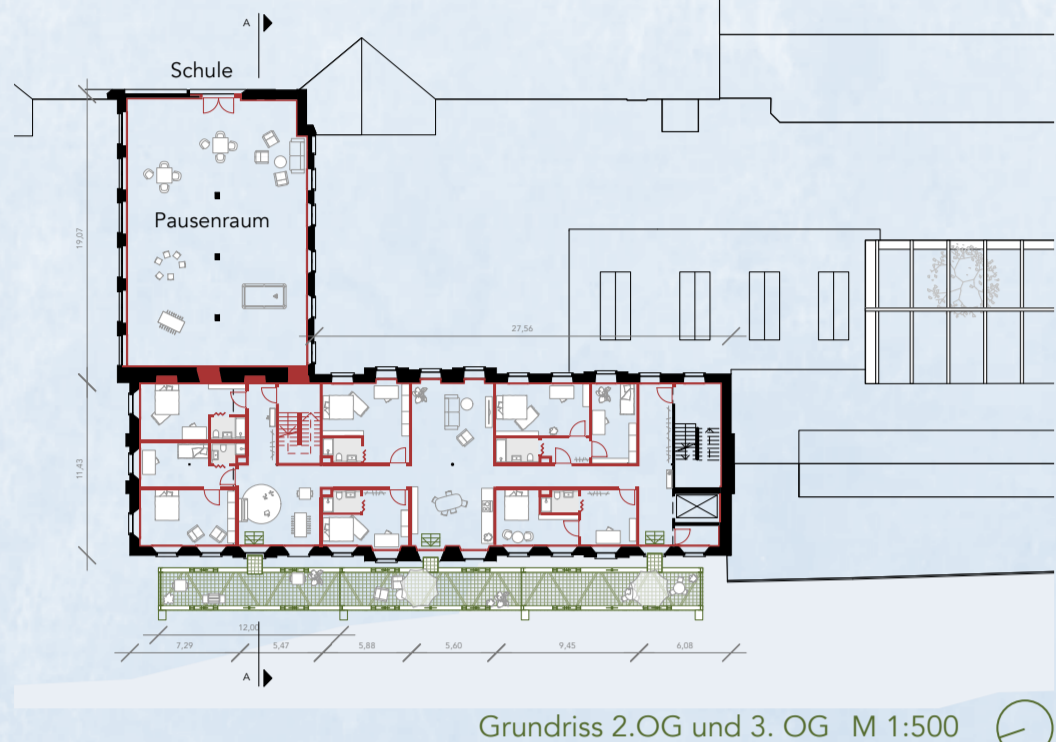 A
Schule
Pausenraum
19,07
27,56
11,43
12,00
7,29
5,47
5,88
5,60
9,45
6,08
A
Grundriss 2.OG und 3. OG M 1:500